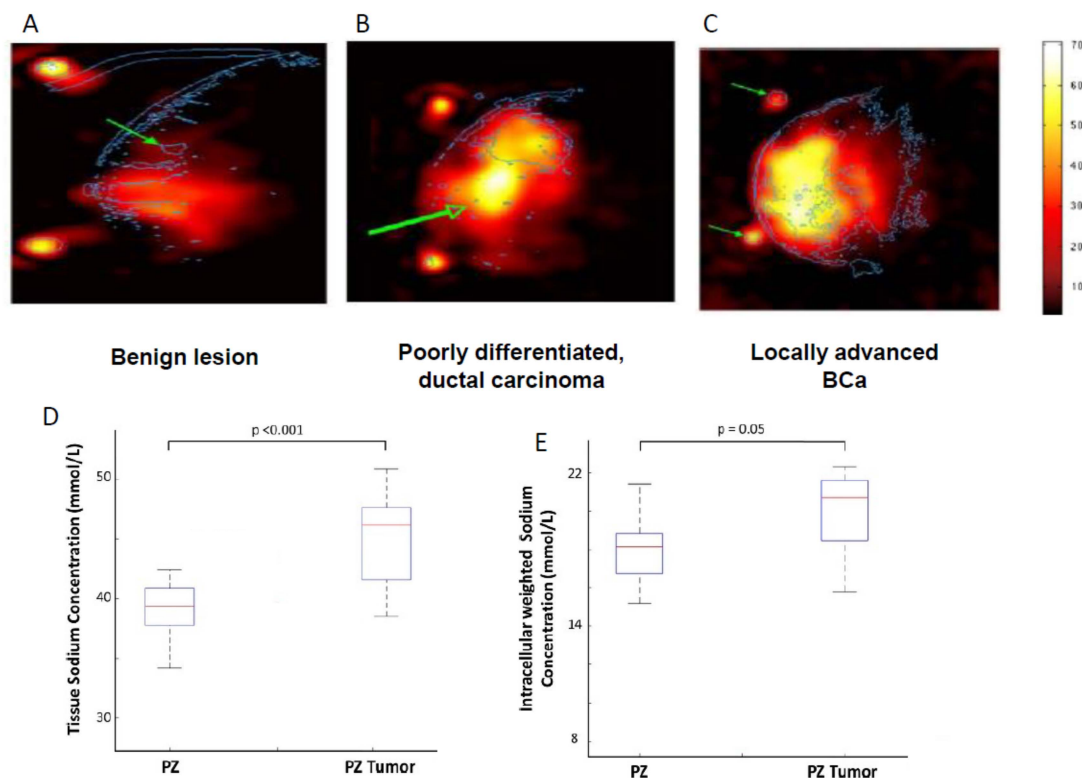 A
B
C
70
60
50
40
30
20
10
Benign lesion
Poorly differentiated,
ductal carcinoma
Locally advanced
BCa
D
p <0.001
Tissue Sodium Concentration (mmol/L)
50
40
30
PZ
PZ Tumor
E
p = 0.05
Intracellular weighted Sodium
Concentration (mmol/L)
22
14
8
PZ
PZ Tumor